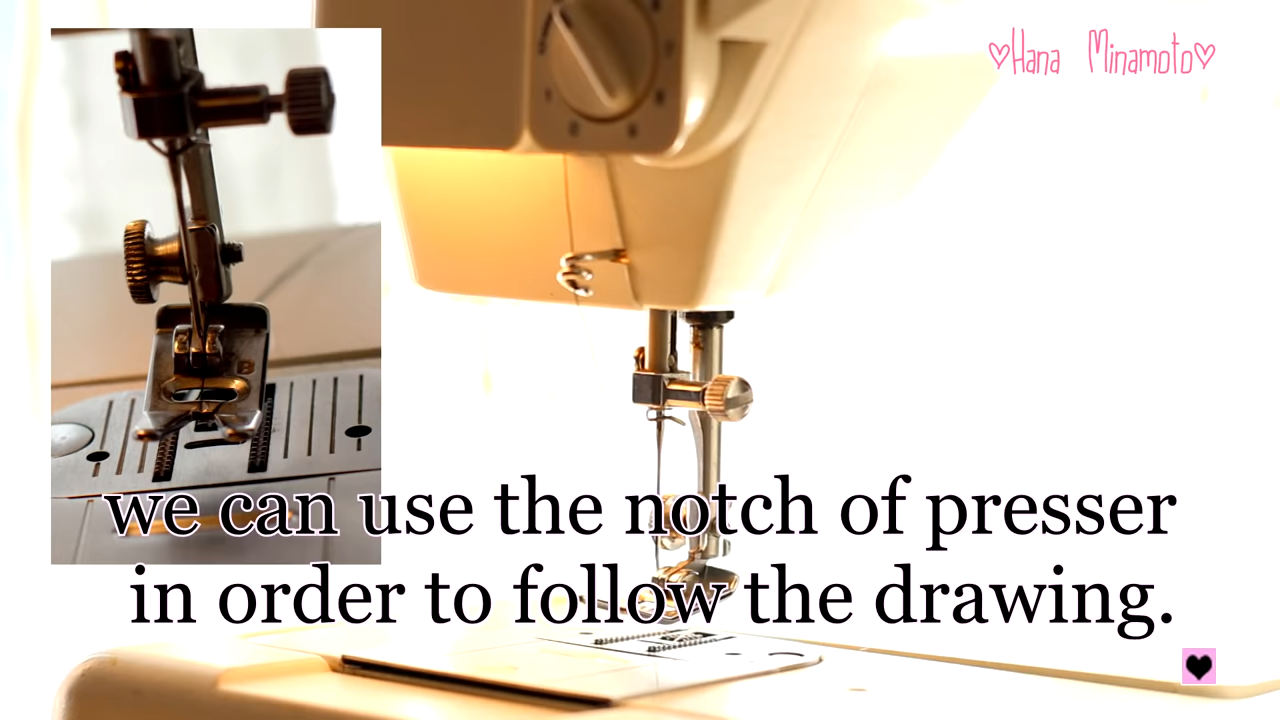 ♡Hana Minamoto♡
B
we can use the notch of presser
in order to follow the drawing.